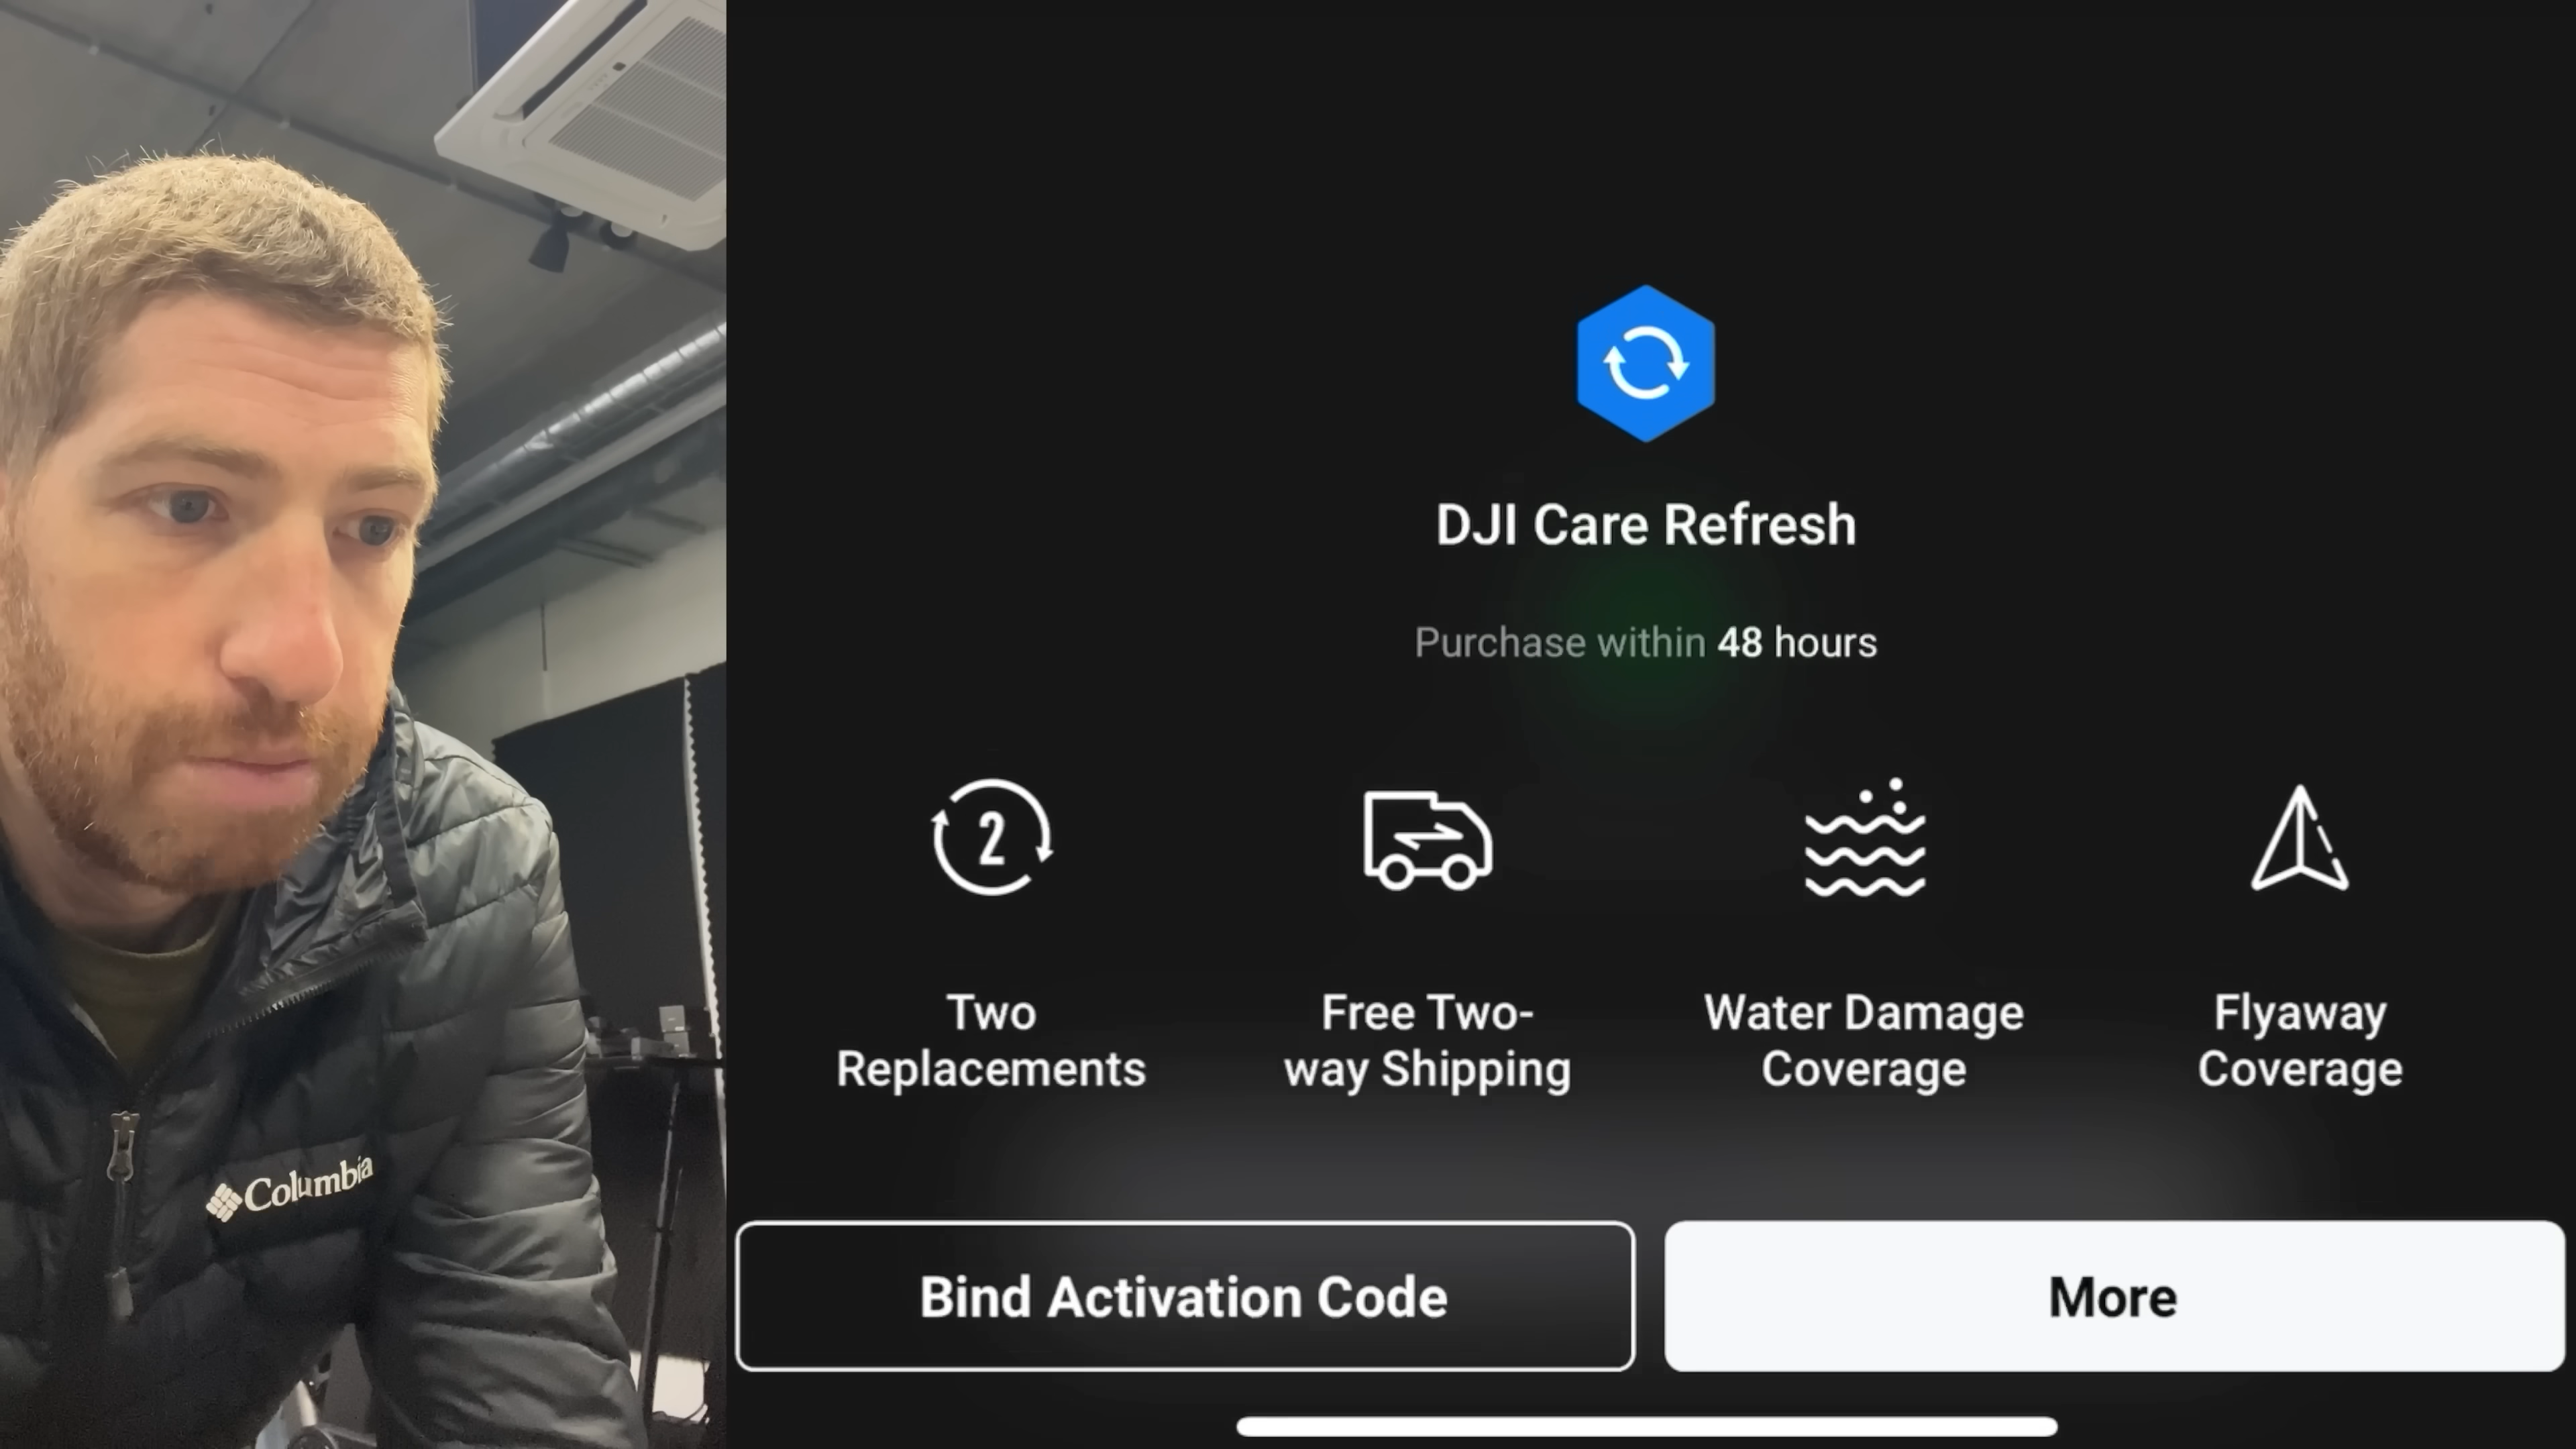 Columbia
DJI Care Refresh
Purchase within 48 hours
2
Two
Replacements
Free Two-
way Shipping
Water Damage
Coverage
Flyaway
Coverage
Bind Activation Code
More